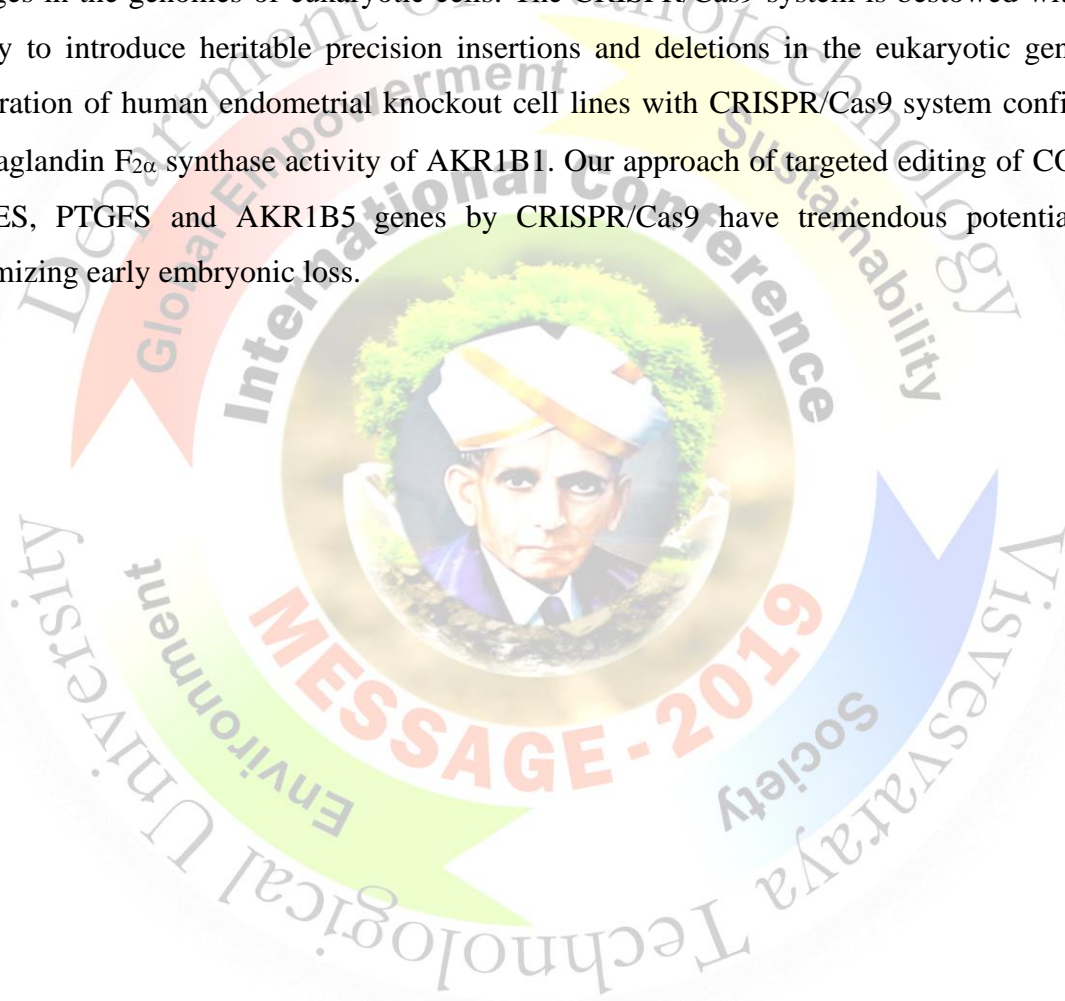 ges in the genomes of eukaryotic cells. The CRISPR/Cas9 system is bestowed wi
y to introduce heritable precision insertions and deletions in the eukaryotic gen
ration of human endometrial knockout cell lines with CRISPR/Cas9 system confi
aglandin F2α synthase activity of AKR1B1. Our approach of targeted editing of CO
ES, PTGFS and AKR1B5 genes by CRISPR/Cas9 have tremendous potentia
mizing early embryonic loss.
Department of
Global Empowerment
Sustainability
International Conference
MESSAGE - 2019
Environment
Society
Visvesvaraya Technological University